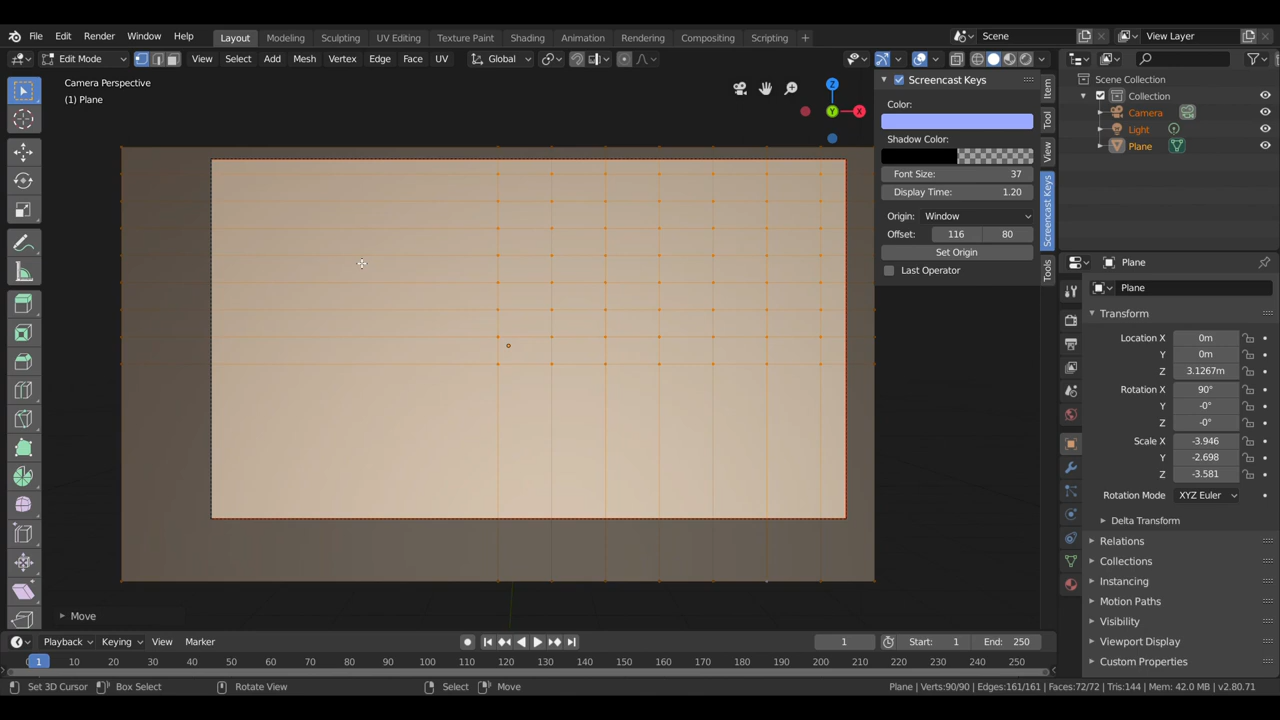 File Edit Render Window Help Layout Modeling Sculpting UV Editing Texture Paint Shading Animation Rendering Compositing Scripting + Scene View Layer
Edit Mode View Select Add Mesh Vertex Edge Face UV Global
Camera Perspective
(1) Plane
Z
Y
X
Screencast Keys
Color:
Shadow Color:
Font Size: 37
Display Time: 1.20
Origin: Window
Offset: 116 80
Set Origin
Last Operator
Item
Tool
View
Screencast Keys
Tools
Scene Collection
Collection
Camera
Light
Plane
Plane
Plane
Transform
Location X 0m
Y 0m
Z 3.1267m
Rotation X 90°
Y -0°
Z -0°
Scale X -3.946
Y -2.698
Z -3.581
Rotation Mode XYZ Euler
Delta Transform
Relations
Collections
Instancing
Motion Paths
Visibility
Viewport Display
Custom Properties
Move
Playback Keying View Marker 1 Start: 1 End: 250
0 1 10 20 30 40 50 60 70 80 90 100 110 120 130 140 150 160 170 180 190 200 210 220 230 240 250
Set 3D Cursor Box Select Rotate View Select Move Plane | Verts:90/90 | Edges:161/161 | Faces:72/72 | Tris:144 | Mem: 42.0 MB | v2.80.71